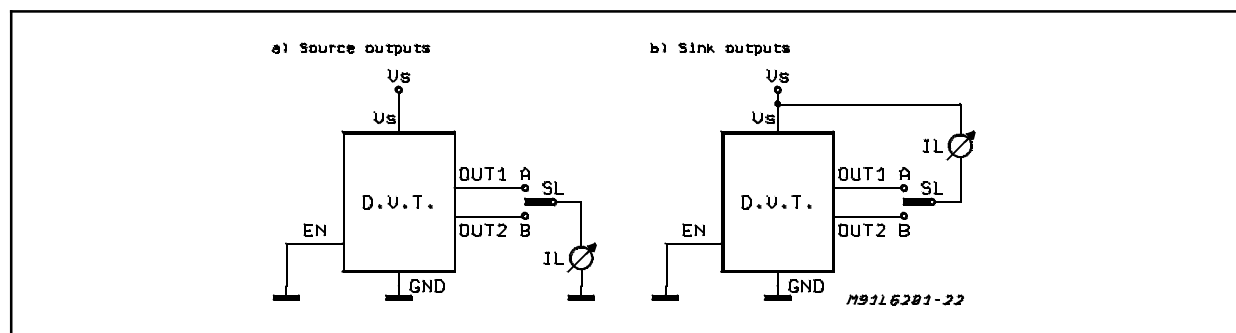 a) Source outputs
Vs
Vs
OUT1 A
SL
D.U.T.
OUT2 B
EN
IL
GND
b) Sink outputs
Vs
Vs
IL
OUT1 A
SL
D.U.T.
OUT2 B
EN
GND
M91L6201-22